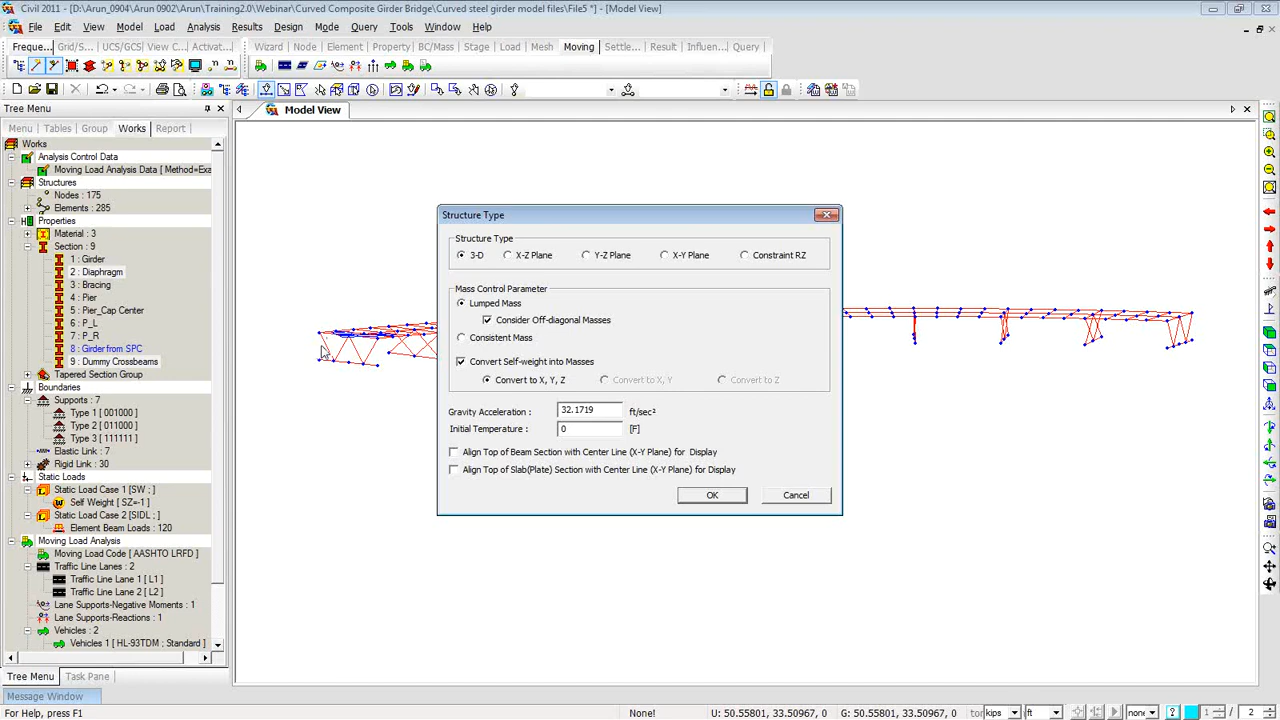 Civil 2011 - [D:\Arun_0904\Arun 0902\Arun\Training2.0\Webinar\Curved Composite Girder Bridge\Curved steel girder model files\File5 *] - [Model View]
File Edit View Model Load Analysis Results Design Mode Query Tools Window Help
Freque... Grid/S... UCS/GCS View C... Activat... Wizard Node Element Property BC/Mass Stage Load Mesh Moving Settle... Result Influen... Query
Tree Menu
Model View
Menu Tables Group Works Report
Works
Analysis Control Data
Moving Load Analysis Data [ Method=Exa
Structures
Nodes : 175
Elements : 285
Properties
Material : 3
Section : 9
1 : Girder
2 : Diaphragm
3 : Bracing
4 : Pier
5 : Pier_Cap Center
6 : P_L
7 : P_R
8 : Girder from SPC
9 : Dummy Crossbeams
Tapered Section Group
Boundaries
Supports : 7
Type 1 [ 001000 ]
Type 2 [ 011000 ]
Type 3 [ 111111 ]
Elastic Link : 7
Rigid Link : 30
Static Loads
Static Load Case 1 [SW ; ]
Self Weight [ SZ=-1 ]
Static Load Case 2 [SIDL ; ]
Element Beam Loads : 120
Moving Load Analysis
Moving Load Code [ AASHTO LRFD ]
Traffic Line Lanes : 2
Traffic Line Lane 1 [ L1 ]
Traffic Line Lane 2 [ L2 ]
Lane Supports-Negative Moments : 1
Lane Supports-Reactions : 1
Vehicles : 2
Vehicles 1 [ HL-93TDM ; Standard ]
Structure Type
Structure Type
3-D X-Z Plane Y-Z Plane X-Y Plane Constraint RZ
Mass Control Parameter
Lumped Mass
Consider Off-diagonal Masses
Consistent Mass
Convert Self-weight into Masses
Convert to X, Y, Z Convert to X, Y Convert to Z
Gravity Acceleration : 32.1719 ft/sec²
Initial Temperature : 0 [F]
Align Top of Beam Section with Center Line (X-Y Plane) for Display
Align Top of Slab(Plate) Section with Center Line (X-Y Plane) for Display
OK Cancel
Tree Menu Task Pane
Message Window
For Help, press F1 None! U: 50.55801, 33.50967, 0 G: 50.55801, 33.50967, 0 kips ft none 1 / 2